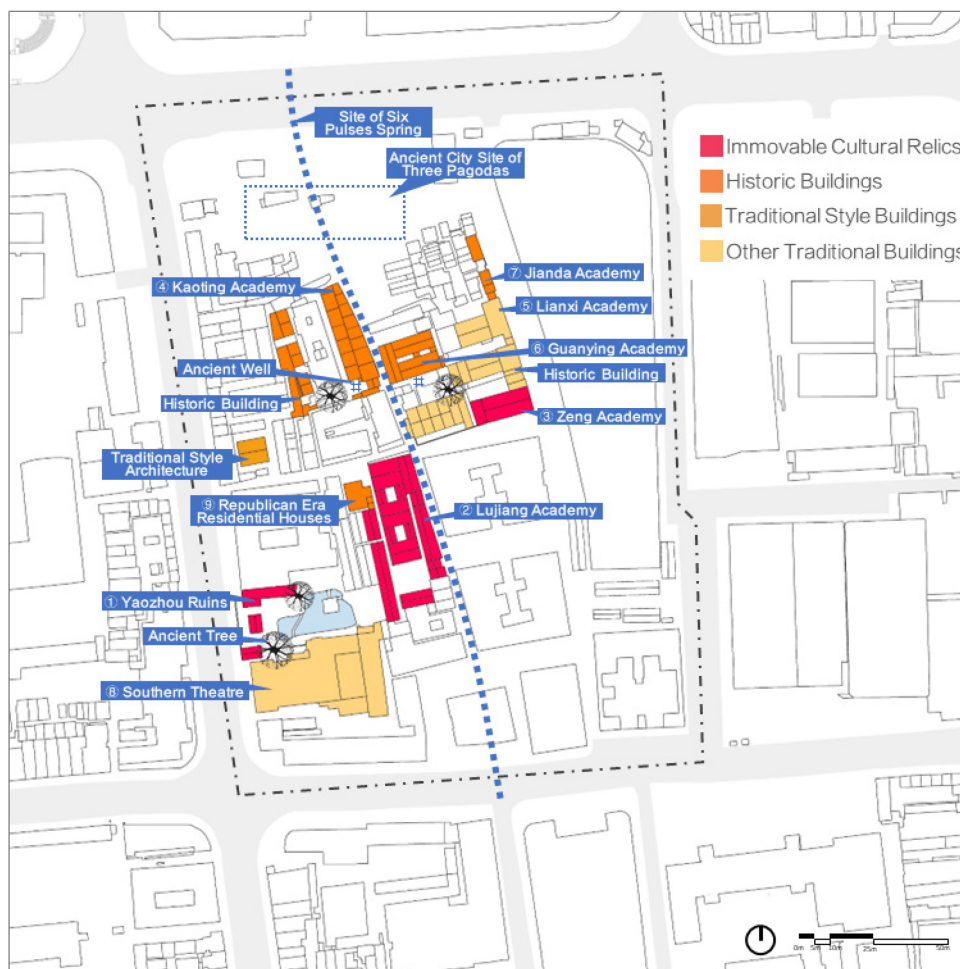 Site of Six
Pulses Spring
Ancient City Site of
Three Pagodas
Immovable Cultural Relics
Historic Buildings
Traditional Style Buildings
Other Traditional Buildings
④ Kaoting Academy
⑦ Jianda Academy
⑤ Lianxi Academy
⑥ Guanying Academy
Ancient Well
Historic Building
Historic Building
③ Zeng Academy
Traditional Style
Architecture
⑨ Republican Era
Residential Houses
② Lujiang Academy
① Yaozhou Ruins
Ancient Tree
⑧ Southern Theatre
0m 5m 10m 25m 50m